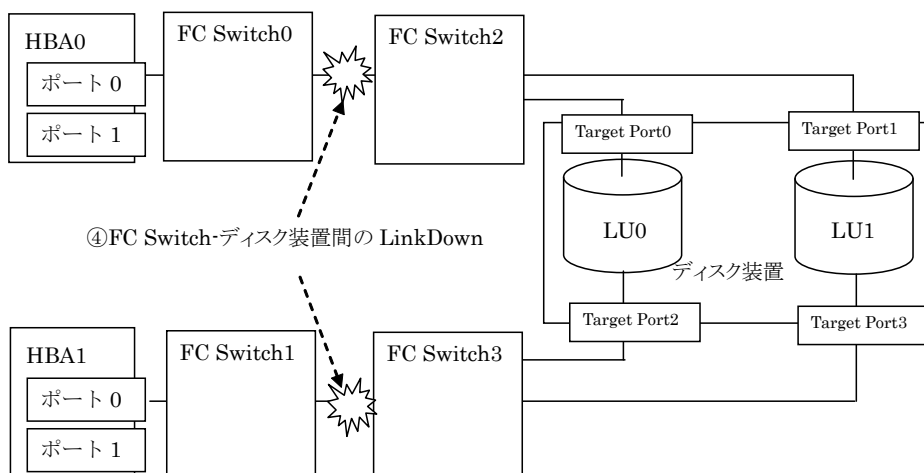 HBA0
ポート 0
ポート 1
FC Switch0
FC Switch2
Target Port0
Target Port1
LU0
LU1
④FC Switch-ディスク装置間の LinkDown
ディスク装置
Target Port2
Target Port3
HBA1
ポート 0
ポート 1
FC Switch1
FC Switch3